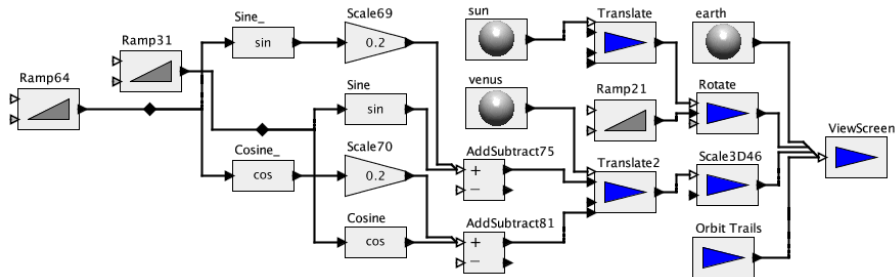 Sine_
Scale69
sun
Translate
earth
Ramp31
sin
0.2
Ramp64
Sine
venus
Ramp21
Rotate
sin
ViewScreen
Scale70
AddSubtract75
Cosine_
Translate2
Scale3D46
cos
0.2
+
−
Cosine
AddSubtract81
Orbit Trails
cos
+
−